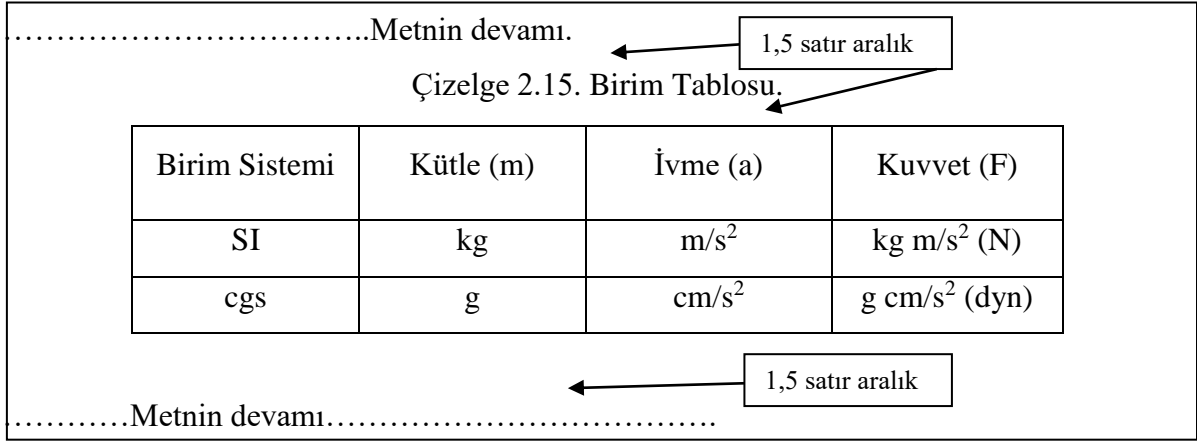 ……………………………..Metnin devamı.
1,5 satır aralık
Çizelge 2.15. Birim Tablosu.
Birim Sistemi Kütle (m) İvme (a) Kuvvet (F)
SI kg m/s² kg m/s² (N)
cgs g cm/s² g cm/s² (dyn)
1,5 satır aralık
…………Metnin devamı……………………………….